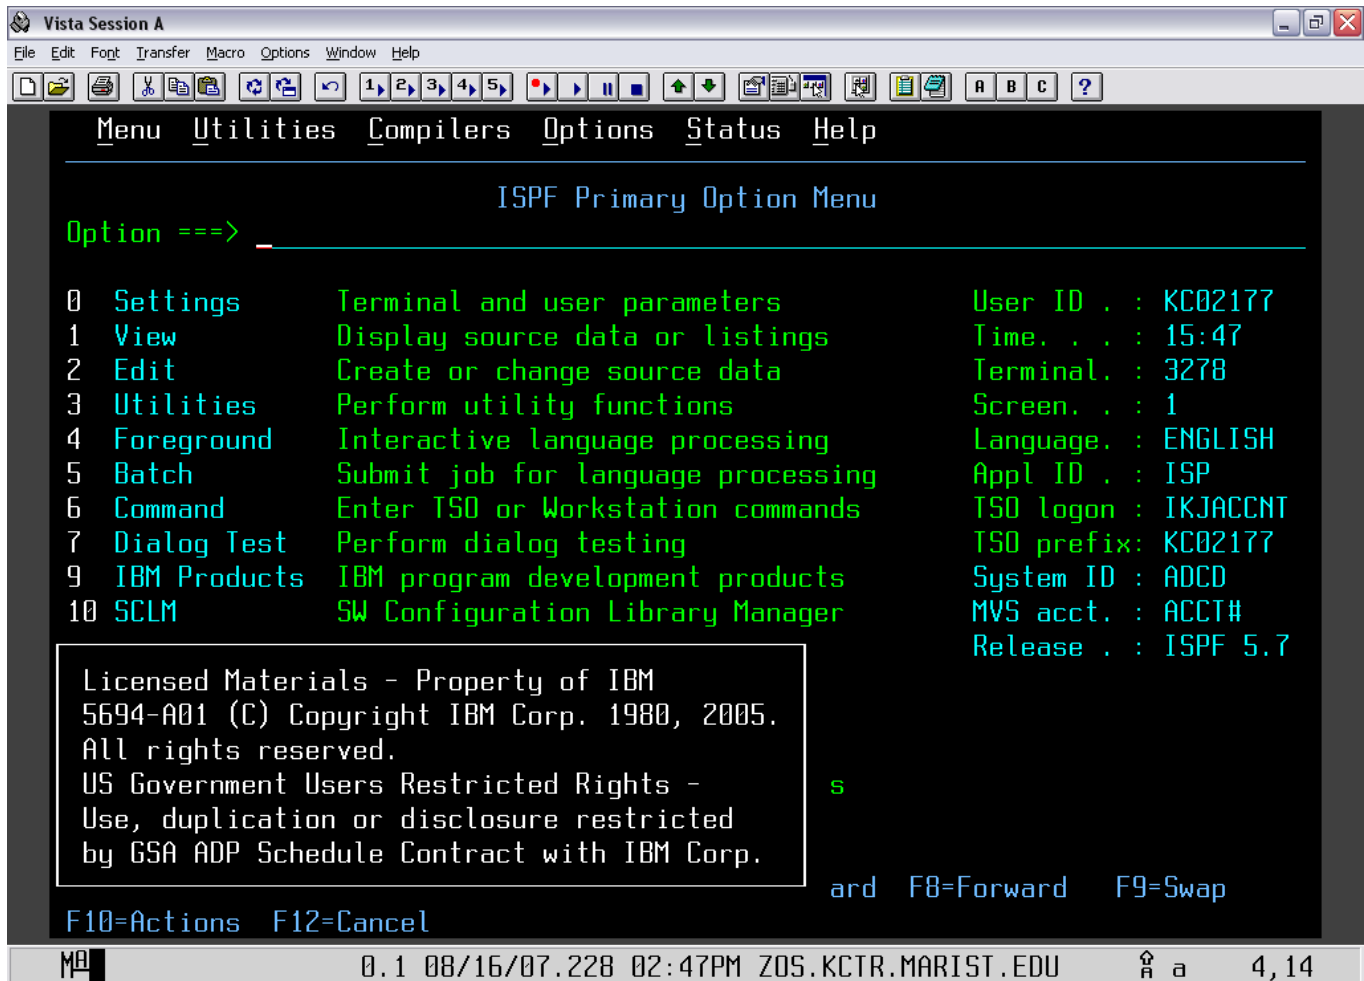 Vista Session A
File Edit Font Transfer Macro Options Window Help
1 2 3 4 5 A B C ?
Menu Utilities Compilers Options Status Help
ISPF Primary Option Menu
Option ===> _
0 Settings Terminal and user parameters User ID . : KC02177
1 View Display source data or listings Time. . . : 15:47
2 Edit Create or change source data Terminal. : 3278
3 Utilities Perform utility functions Screen. . : 1
4 Foreground Interactive language processing Language. : ENGLISH
5 Batch Submit job for language processing Appl ID . : ISP
6 Command Enter TSO or Workstation commands TSO logon : IKJACCNT
7 Dialog Test Perform dialog testing TSO prefix: KC02177
9 IBM Products IBM program development products System ID : ADCD
10 SCLM SW Configuration Library Manager MVS acct. : ACCT#
Release . : ISPF 5.7
Licensed Materials - Property of IBM
5694-A01 (C) Copyright IBM Corp. 1980, 2005.
All rights reserved.
US Government Users Restricted Rights - s
Use, duplication or disclosure restricted
by GSA ADP Schedule Contract with IBM Corp.
ard F8=Forward F9=Swap
F10=Actions F12=Cancel
MA 0.1 08/16/07.228 02:47PM ZOS.KCTR.MARIST.EDU A a 4,14